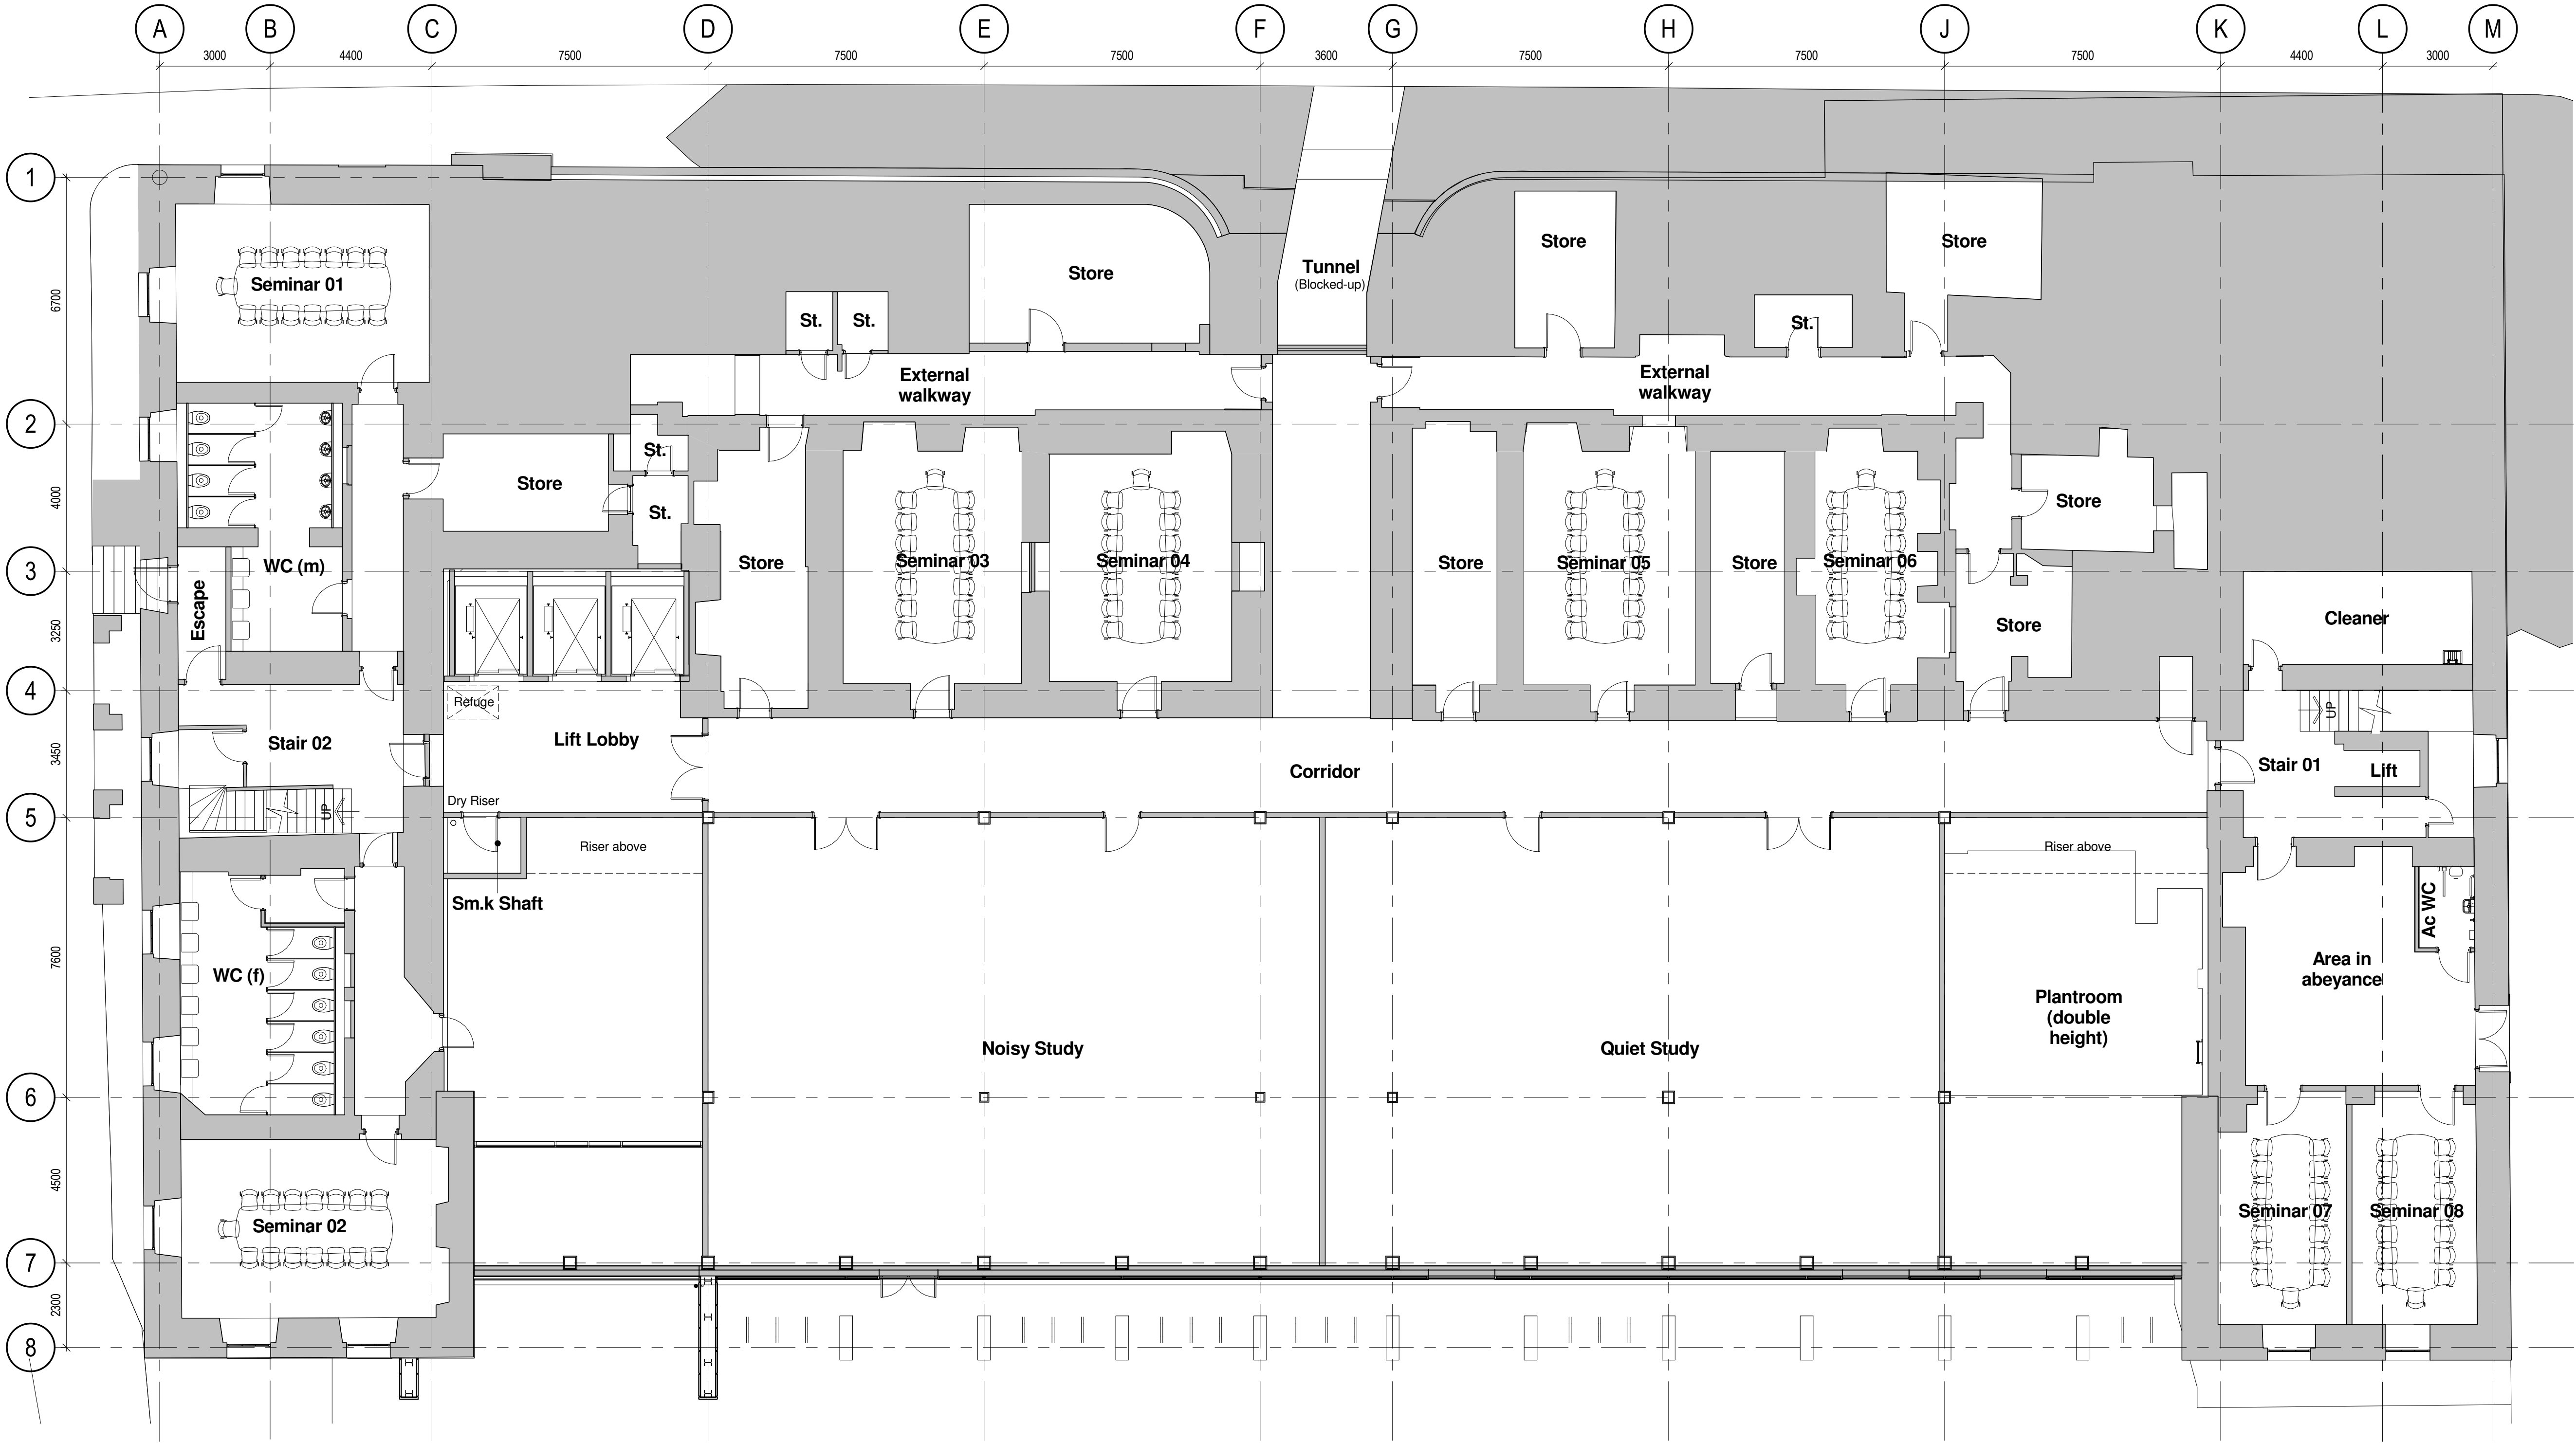 A B C D E F G H J K L M
3000 4400 7500 7500 7500 3600 7500 7500 7500 4400 3000
1
2
3
4
5
6
7
8
6700
4000
3250
3450
7600
4500
2300
Seminar 01
Store
Tunnel
(Blocked-up)
Store
Store
St.
St.
St.
External
walkway
External
walkway
St.
Store
St.
Store
WC (m)
Escape
Store
Seminar 03
Seminar 04
Store
Seminar 05
Store
Seminar 06
Store
Cleaner
Refuge
Stair 02
UP
Lift Lobby
Corridor
Stair 01
UP
Lift
Dry Riser
Riser above
Riser above
Sm.k Shaft
Ac WC
WC (f)
Area in
abeyance
Plantroom
(double
height)
Noisy Study
Quiet Study
Seminar 02
Seminar 07
Seminar 08